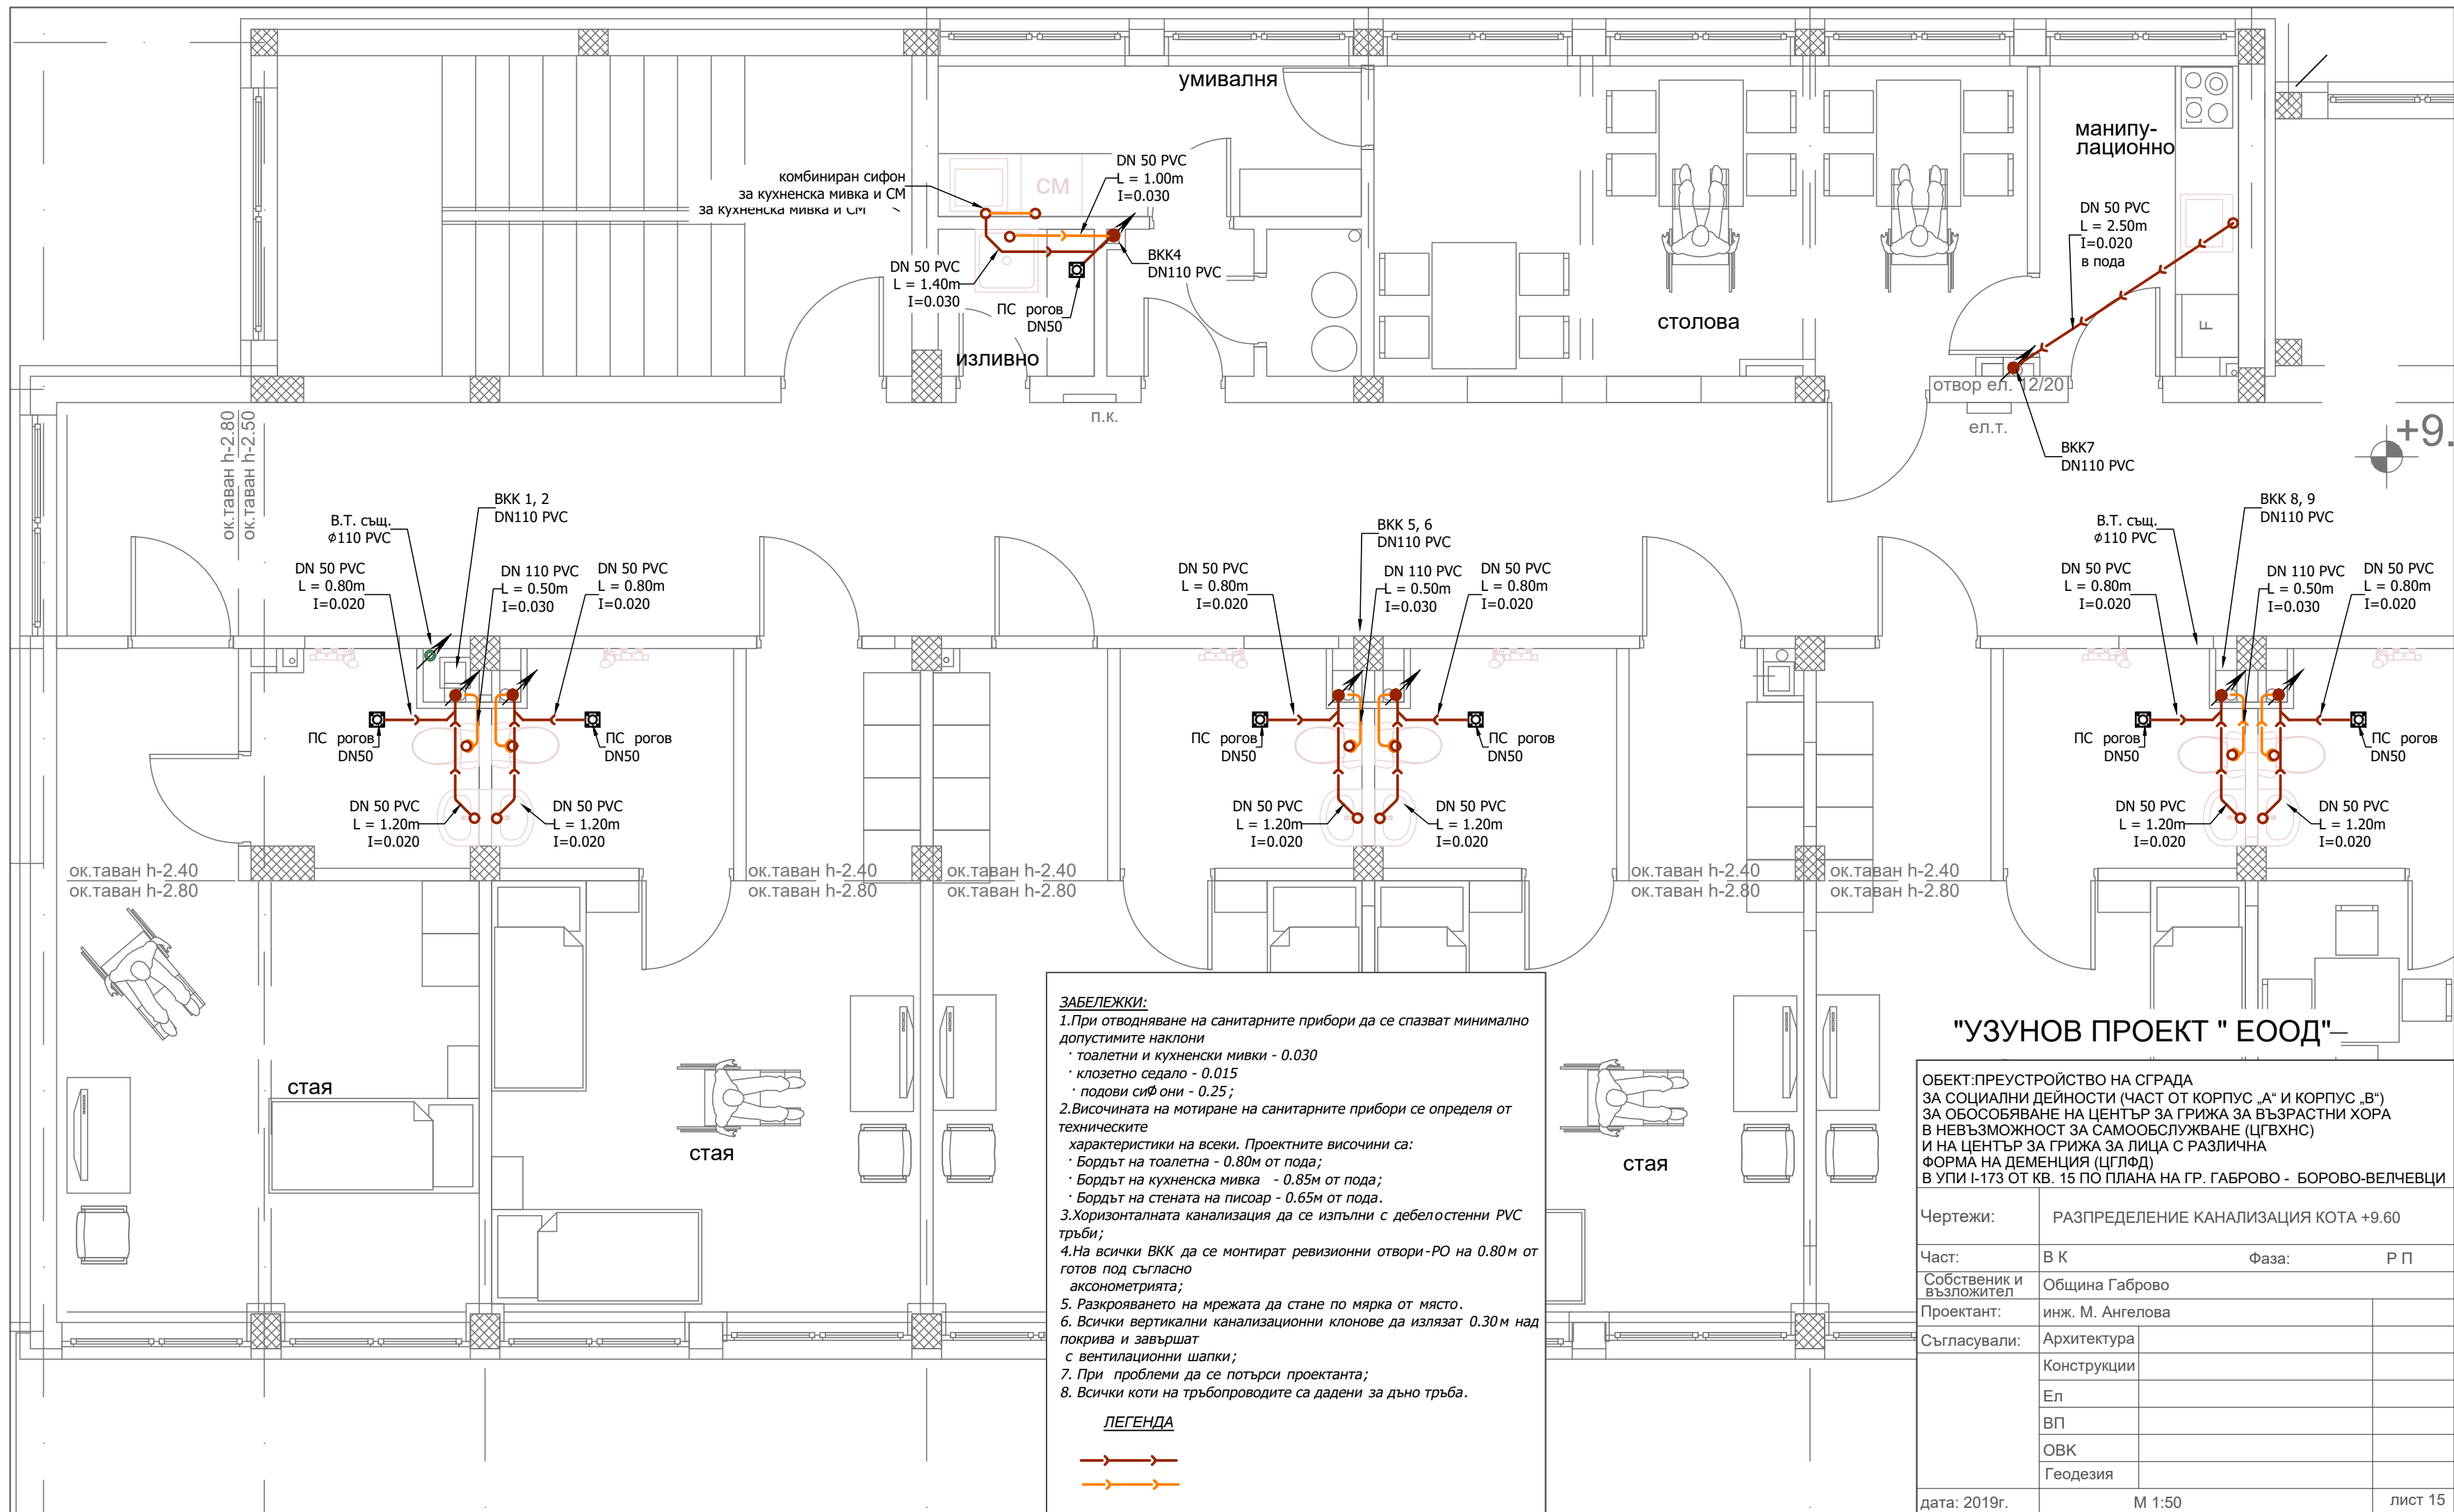 умивалня
манипу-
лационно
комбиниран сифон
за кухненска мивка и СМ
за кухненска мивка и СМ
СМ
DN 50 PVC
L = 1.00m
I=0.030
DN 50 PVC
L = 2.50m
I=0.020
в пода
DN 50 PVC
L = 1.40m
I=0.030
ВКК4
DN110 PVC
ПС рогов
DN50
изливно
столова
F
отвор ел. 12/20
п.к.
ел.т.
ВКК7
DN110 PVC
+9.
ок.таван h-2.80
ок.таван h-2.50
В.Т. същ.
ф110 PVC
ВКК 1, 2
DN110 PVC
DN 50 PVC
L = 0.80m
I=0.020
DN 110 PVC
L = 0.50m
I=0.030
DN 50 PVC
L = 0.80m
I=0.020
ВКК 5, 6
DN110 PVC
DN 50 PVC
L = 0.80m
I=0.020
DN 110 PVC
L = 0.50m
I=0.030
DN 50 PVC
L = 0.80m
I=0.020
В.Т. същ.
ф110 PVC
ВКК 8, 9
DN110 PVC
DN 50 PVC
L = 0.80m
I=0.020
DN 110 PVC
L = 0.50m
I=0.030
DN 50 PVC
L = 0.80m
I=0.020
ПС рогов
DN50
ПС рогов
DN50
ПС рогов
DN50
ПС рогов
DN50
ПС рогов
DN50
ПС рогов
DN50
DN 50 PVC
L = 1.20m
I=0.020
DN 50 PVC
L = 1.20m
I=0.020
DN 50 PVC
L = 1.20m
I=0.020
DN 50 PVC
L = 1.20m
I=0.020
DN 50 PVC
L = 1.20m
I=0.020
DN 50 PVC
L = 1.20m
I=0.020
ок.таван h-2.40
ок.таван h-2.80
ок.таван h-2.40
ок.таван h-2.80
ок.таван h-2.40
ок.таван h-2.80
ок.таван h-2.40
ок.таван h-2.80
ок.таван h-2.40
ок.таван h-2.80
стая
стая
стая
ЗАБЕЛЕЖКИ:
1.При отводняване на санитарните прибори да се спазват минимално
допустимите наклони
· тоалетни и кухненски мивки - 0.030
· клозетно седало - 0.015
· подови сифони - 0.25;
2.Височината на мотиране на санитарните прибори се определя от
техническите
характеристики на всеки. Проектните височини са:
· Бордът на тоалетна - 0.80м от пода;
· Бордът на кухненска мивка - 0.85м от пода;
· Бордът на стената на писоар - 0.65м от пода.
3.Хоризонталната канализация да се изпълни с дебелостенни PVC
тръби;
4.На всички ВКК да се монтират ревизионни отвори-РО на 0.80м от
готов под съгласно
аксонометрията;
5. Разкрояването на мрежата да стане по мярка от място.
6. Всички вертикални канализационни клонове да излязат 0.30м над
покрива и завършат
с вентилационни шапки;
7. При проблеми да се потърси проектанта;
8. Всички коти на тръбопроводите са дадени за дъно тръба.
ЛЕГЕНДА
"УЗУНОВ ПРОЕКТ " ЕООД"
ОБЕКТ:ПРЕУСТРОЙСТВО НА СГРАДА
ЗА СОЦИАЛНИ ДЕЙНОСТИ (ЧАСТ ОТ КОРПУС „А“ И КОРПУС „В“)
ЗА ОБОСОБЯВАНЕ НА ЦЕНТЪР ЗА ГРИЖА ЗА ВЪЗРАСТНИ ХОРА
В НЕВЪЗМОЖНОСТ ЗА САМООБСЛУЖВАНЕ (ЦГВХНС)
И НА ЦЕНТЪР ЗА ГРИЖА ЗА ЛИЦА С РАЗЛИЧНА
ФОРМА НА ДЕМЕНЦИЯ (ЦГЛФД)
В УПИ I-173 ОТ КВ. 15 ПО ПЛАНА НА ГР. ГАБРОВО - БОРОВО-ВЕЛЧЕВЦИ
Чертежи: РАЗПРЕДЕЛЕНИЕ КАНАЛИЗАЦИЯ КОТА +9.60
Част: В К Фаза: Р П
Собственик и
възложител Община Габрово
Проектант: инж. М. Ангелова
Съгласували: Архитектура
Конструкции
Ел
ВП
ОВК
Геодезия
дата: 2019г. М 1:50 лист 15